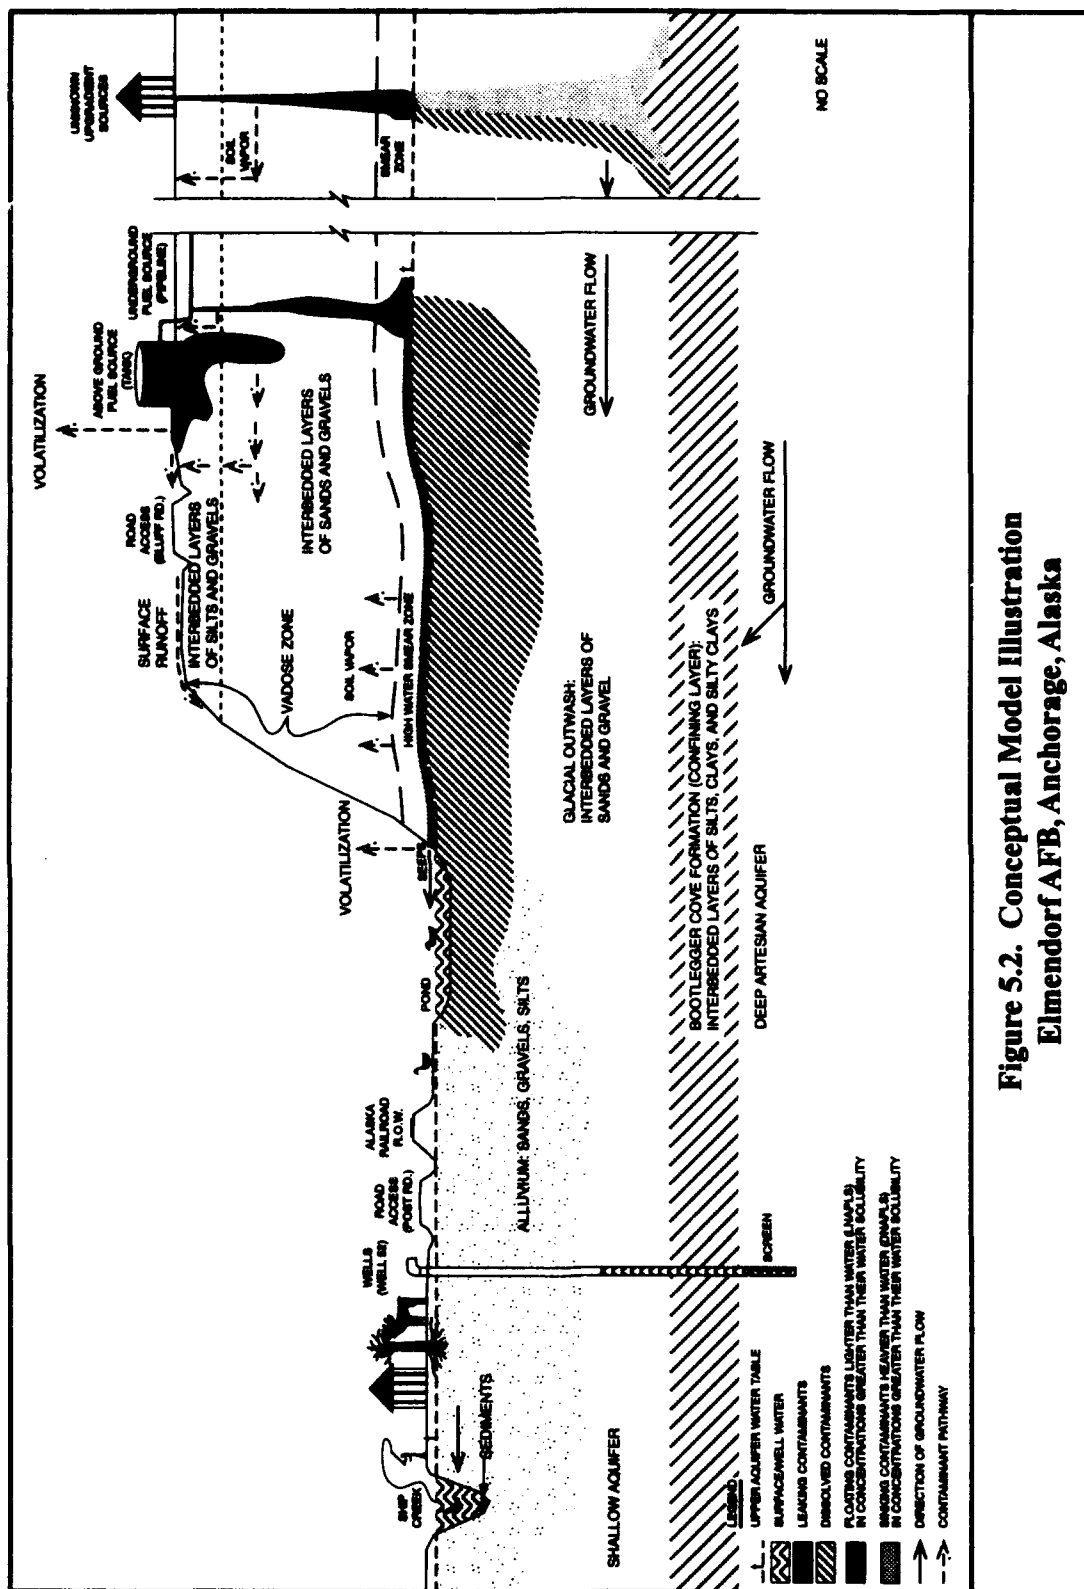 UNKNOWN
UPGRADIENT
SOURCES
SOIL
VAPOR
SMEAR
ZONE
NO SCALE
UNDERGROUND
FUEL SOURCE
(PIPELINE)
ABOVE GROUND
FUEL SOURCE
(TANK)
VOLATILIZATION
ROAD
ACCESS
(BLUFF RD.)
SURFACE
RUNOFF
INTERBEDDED LAYERS
OF SILTS AND GRAVELS
INTERBEDDED LAYERS
OF SANDS AND GRAVELS
VADOSE ZONE
SOIL VAPOR
HIGH WATER SMEAR ZONE
GROUNDWATER FLOW
GROUNDWATER FLOW
VOLATILIZATION
SEEPS
POND
GLACIAL OUTWASH:
INTERBEDDED LAYERS OF
SANDS AND GRAVEL
BOOTLEGGER COVE FORMATION (CONFINING LAYER):
INTERBEDDED LAYERS OF SILTS, CLAYS, AND SILTY CLAYS
DEEP ARTESIAN AQUIFER
ALASKA
RAILROAD
R.O.W.
ROAD
ACCESS
(POST RD.)
WELLS
(WELL 52)
ALLUVIUM: SANDS, GRAVELS, SILTS
SCREEN
SEDIMENTS
SHIP
CREEK
SHALLOW AQUIFER
LEGEND
UPPER AQUIFER WATER TABLE
SURFACE/WELL WATER
LEAKING CONTAMINANTS
DISSOLVED CONTAMINANTS
FLOATING CONTAMINANTS LIGHTER THAN WATER (LNAPLS)
IN CONCENTRATIONS GREATER THAN THEIR WATER SOLUBILITY
SINKING CONTAMINANTS HEAVIER THAN WATER (DNAPLS)
IN CONCENTRATIONS GREATER THAN THEIR WATER SOLUBILITY
DIRECTION OF GROUNDWATER FLOW
CONTAMINANT PATHWAY
Figure 5.2. Conceptual Model Illustration
Elmendorf AFB, Anchorage, Alaska